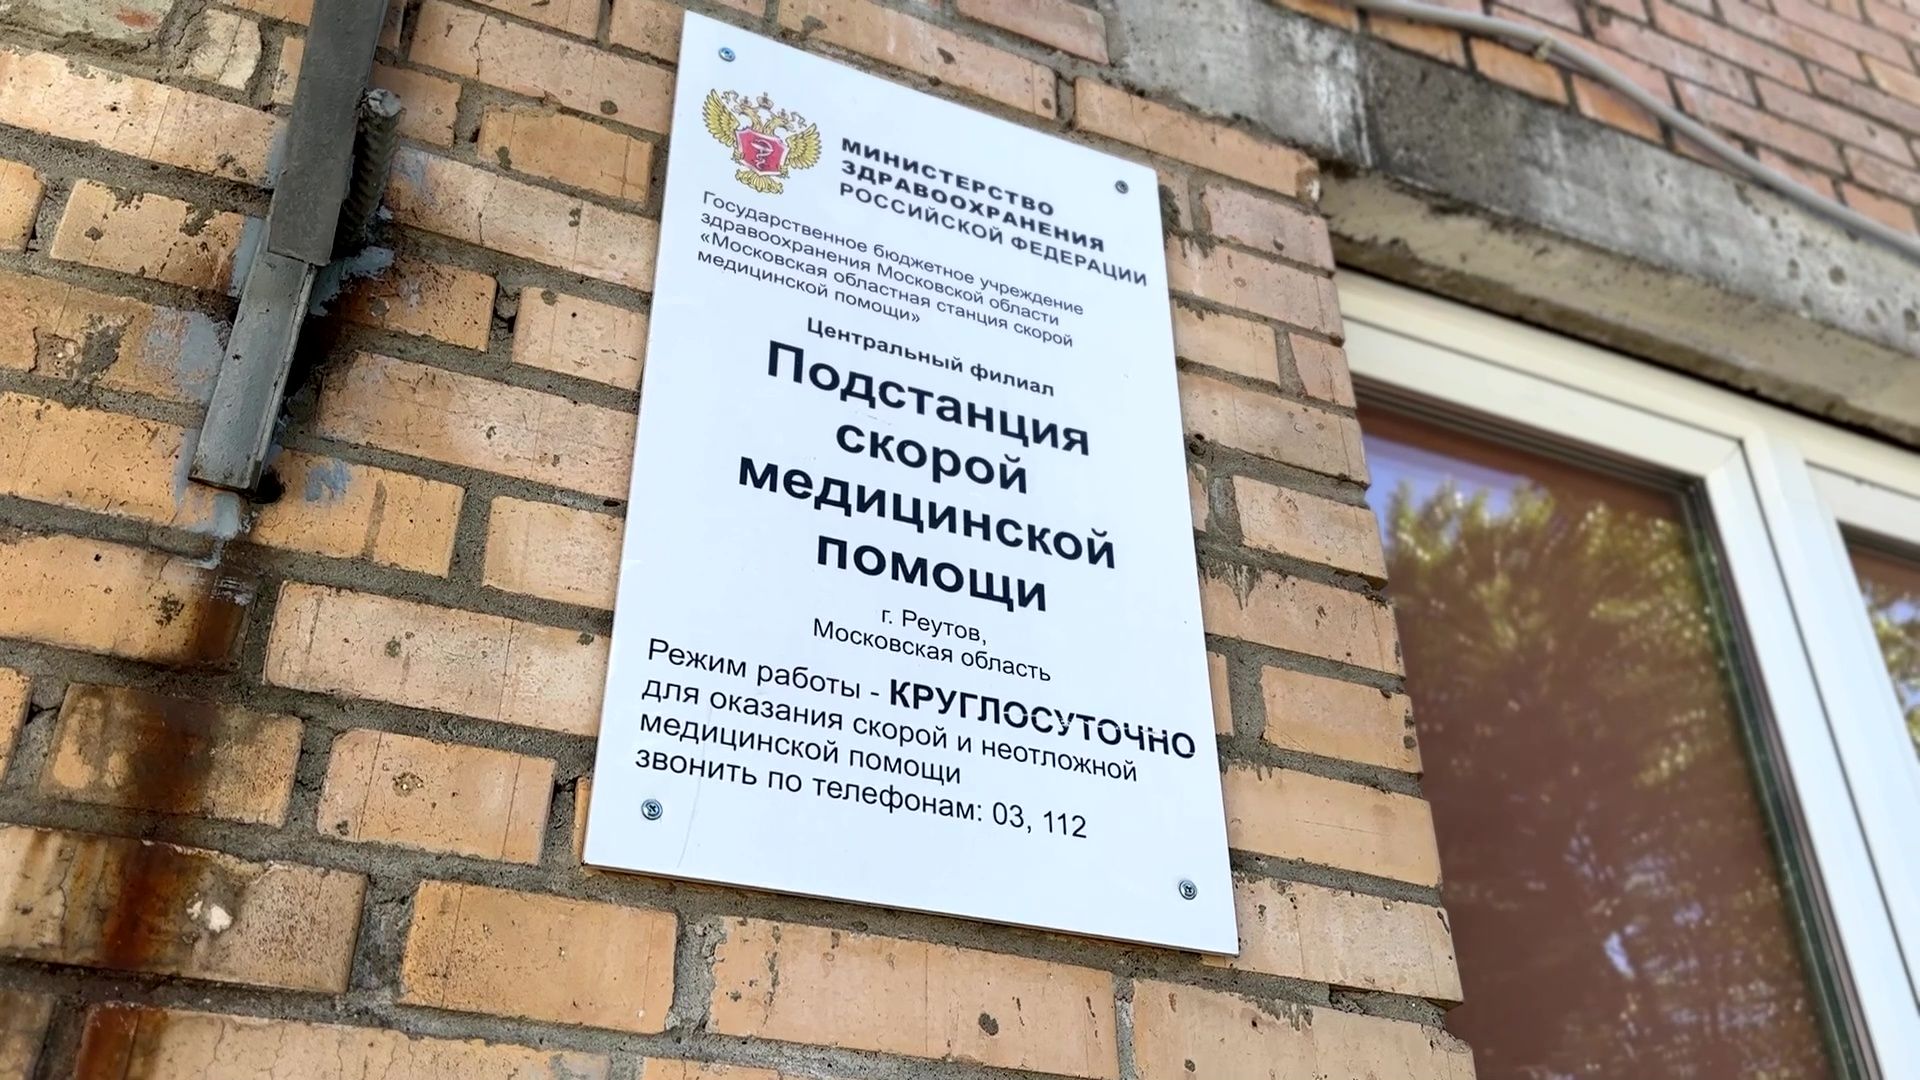 МИНИСТЕРСТВО
ЗДРАВООХРАНЕНИЯ
РОССИЙСКОЙ ФЕДЕРАЦИИ
Государственное бюджетное учреждение
здравоохранения Московской области
«Московская областная станция скорой
медицинской помощи»
Центральный филиал
Подстанция
скорой
медицинской
помощи
г. Реутов,
Московская область
Режим работы - КРУГЛОСУТОЧНО
для оказания скорой и неотложной
медицинской помощи
звонить по телефонам: 03, 112